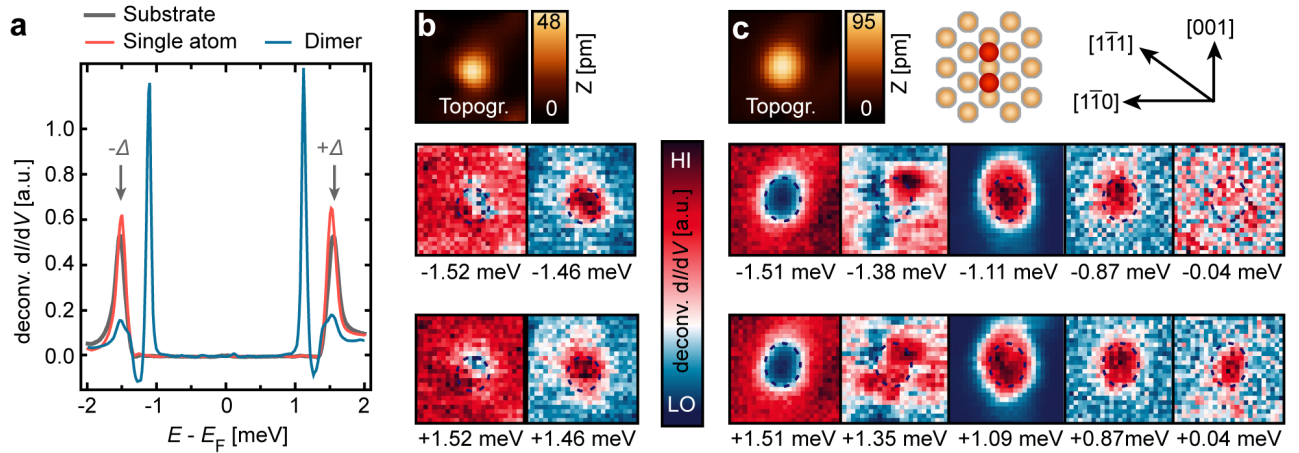 a
Substrate
Single atom
Dimer
-Δ
+Δ
deconv. dI/dV [a.u.]
1.0
0.8
0.6
0.4
0.2
0.0
-2
-1
0
1
2
E - E_F [meV]
b
Topogr.
48
0
Z [pm]
-1.52 meV
-1.46 meV
+1.52 meV
+1.46 meV
HI
deconv. dI/dV [a.u.]
LO
c
Topogr.
95
0
Z [pm]
[11̅1]
[001]
[11̅0]
-1.51 meV
-1.38 meV
-1.11 meV
-0.87 meV
-0.04 meV
+1.51 meV
+1.35 meV
+1.09 meV
+0.87meV
+0.04 meV